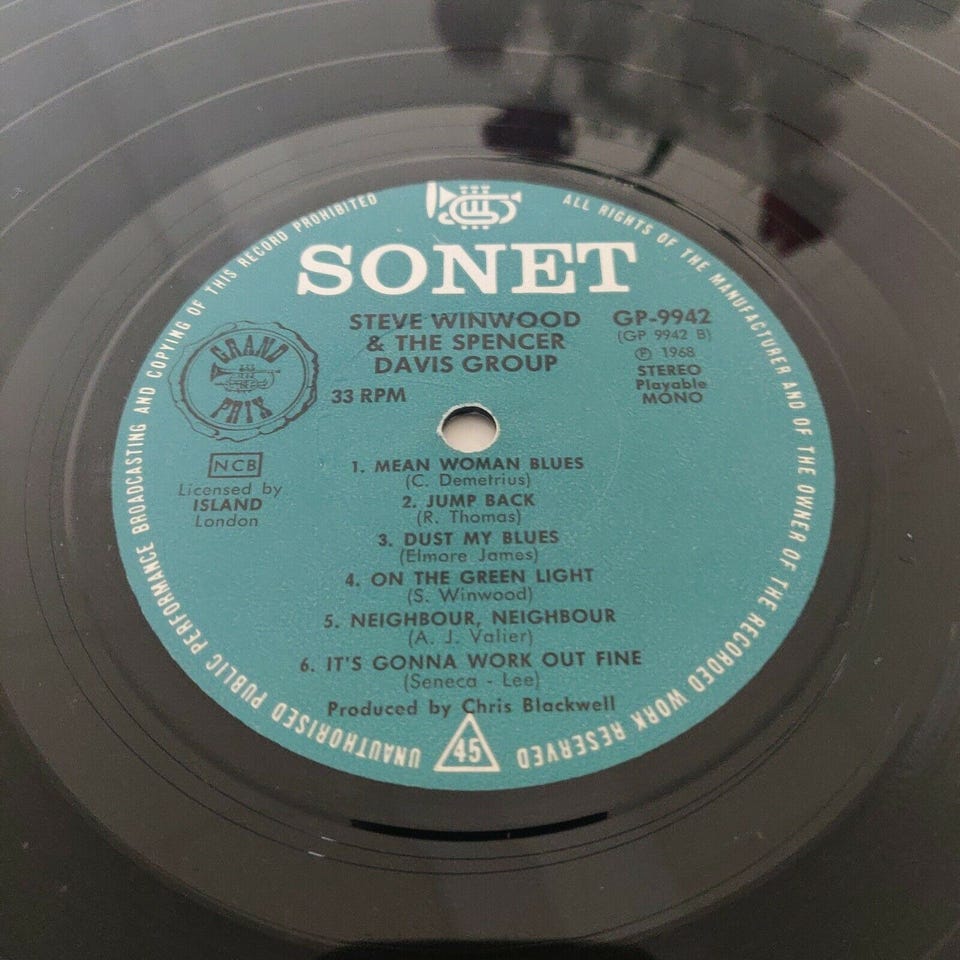 UNAUTHORISED PUBLIC PERFORMANCE BROADCASTING AND COPYING OF THIS RECORD PROHIBITED
ALL RIGHTS OF THE MANUFACTURER AND OF THE OWNER OF THE RECORDED WORK RESERVED
SONET
STEVE WINWOOD
& THE SPENCER
DAVIS GROUP
33 RPM
GP-9942
(GP 9942 B)
Ⓟ 1968
STEREO
Playable
MONO
GRAND
PRIX
NCB
Licensed by
ISLAND
London
1. MEAN WOMAN BLUES
(C. Demetrius)
2. JUMP BACK
(R. Thomas)
3. DUST MY BLUES
(Elmore James)
4. ON THE GREEN LIGHT
(S. Winwood)
5. NEIGHBOUR, NEIGHBOUR
(A. J. Valier)
6. IT'S GONNA WORK OUT FINE
(Seneca - Lee)
Produced by Chris Blackwell
45